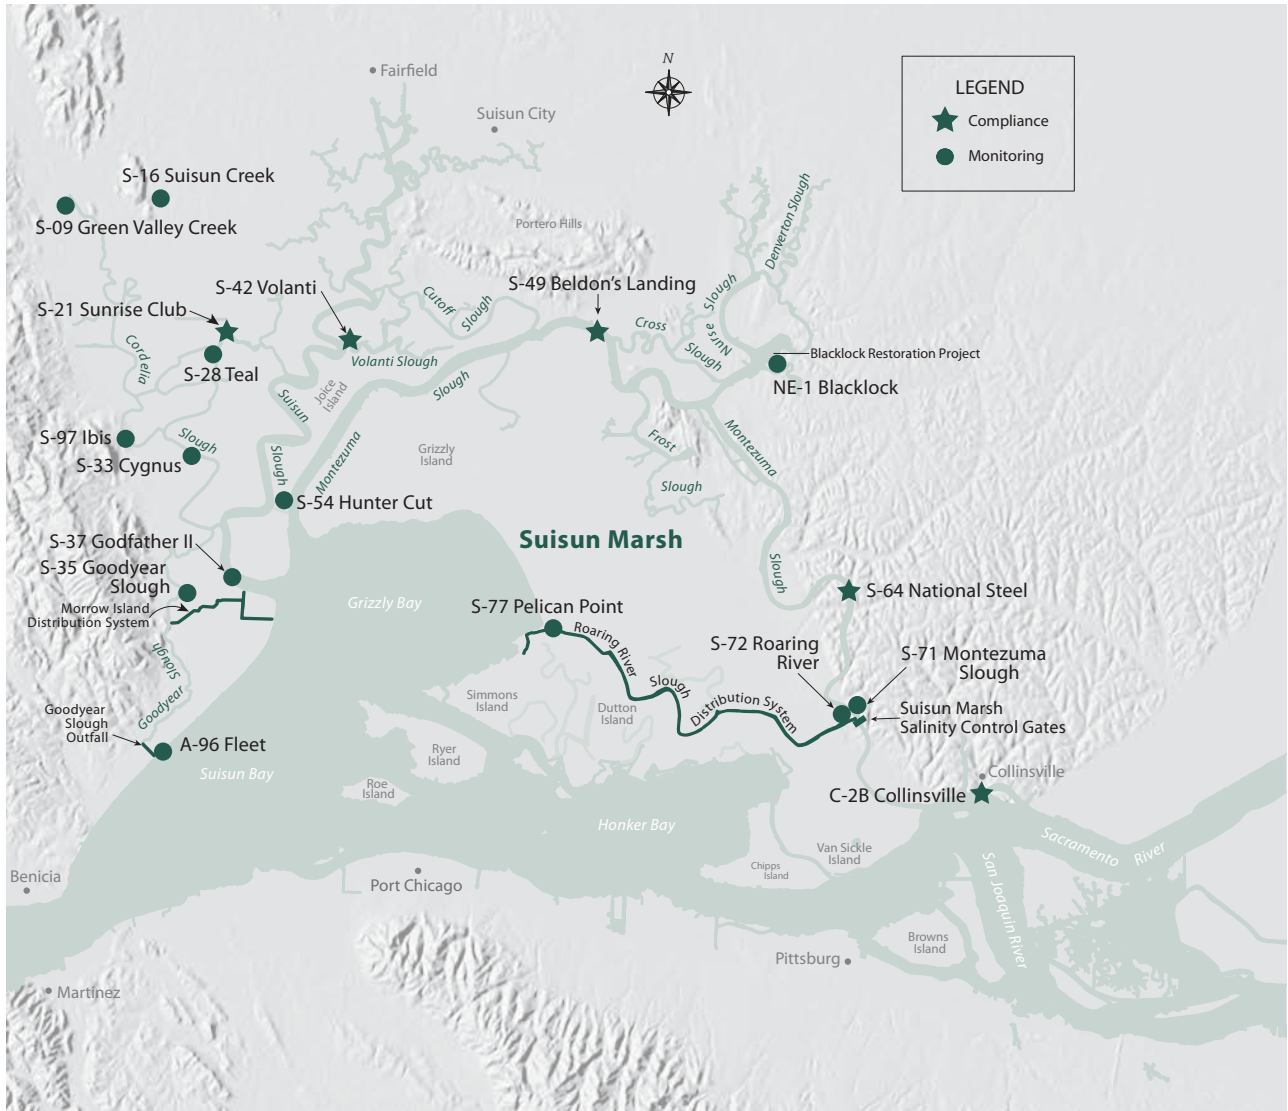 N
Fairfield
Suisun City
LEGEND
Compliance
Monitoring
S-16 Suisun Creek
S-09 Green Valley Creek
Portero Hills
Denverton Slough
S-42 Volanti
S-49 Beldon's Landing
S-21 Sunrise Club
Cutoff
Slough
Slough
Cross
Slough
Nurse
Blacklock Restoration Project
NE-1 Blacklock
Cordelia
S-28 Teal
Volanti Slough
Slough
Joice
Island
Suisun
Slough
Montezuma
Grizzly
Island
Frost
Slough
Montezuma
Slough
S-97 Ibis
Slough
S-33 Cygnus
S-54 Hunter Cut
Suisun Marsh
S-37 Godfather II
S-35 Goodyear
Slough
Morrow Island
Distribution System
Grizzly Bay
S-77 Pelican Point
S-64 National Steel
Roaring River
Slough
Distribution System
S-72 Roaring
River
S-71 Montezuma
Slough
Suisun Marsh
Salinity Control Gates
Slough
Goodyear
Goodyear
Slough
Outfall
A-96 Fleet
Simmons
Island
Dutton
Island
Ryer
Island
Roe
Island
Suisun Bay
Honker Bay
Collinsville
C-2B Collinsville
Van Sickle
Island
Chipps
Island
Sacramento
River
San Joaquin River
Browns
Island
Benicia
Port Chicago
Pittsburg
Martinez